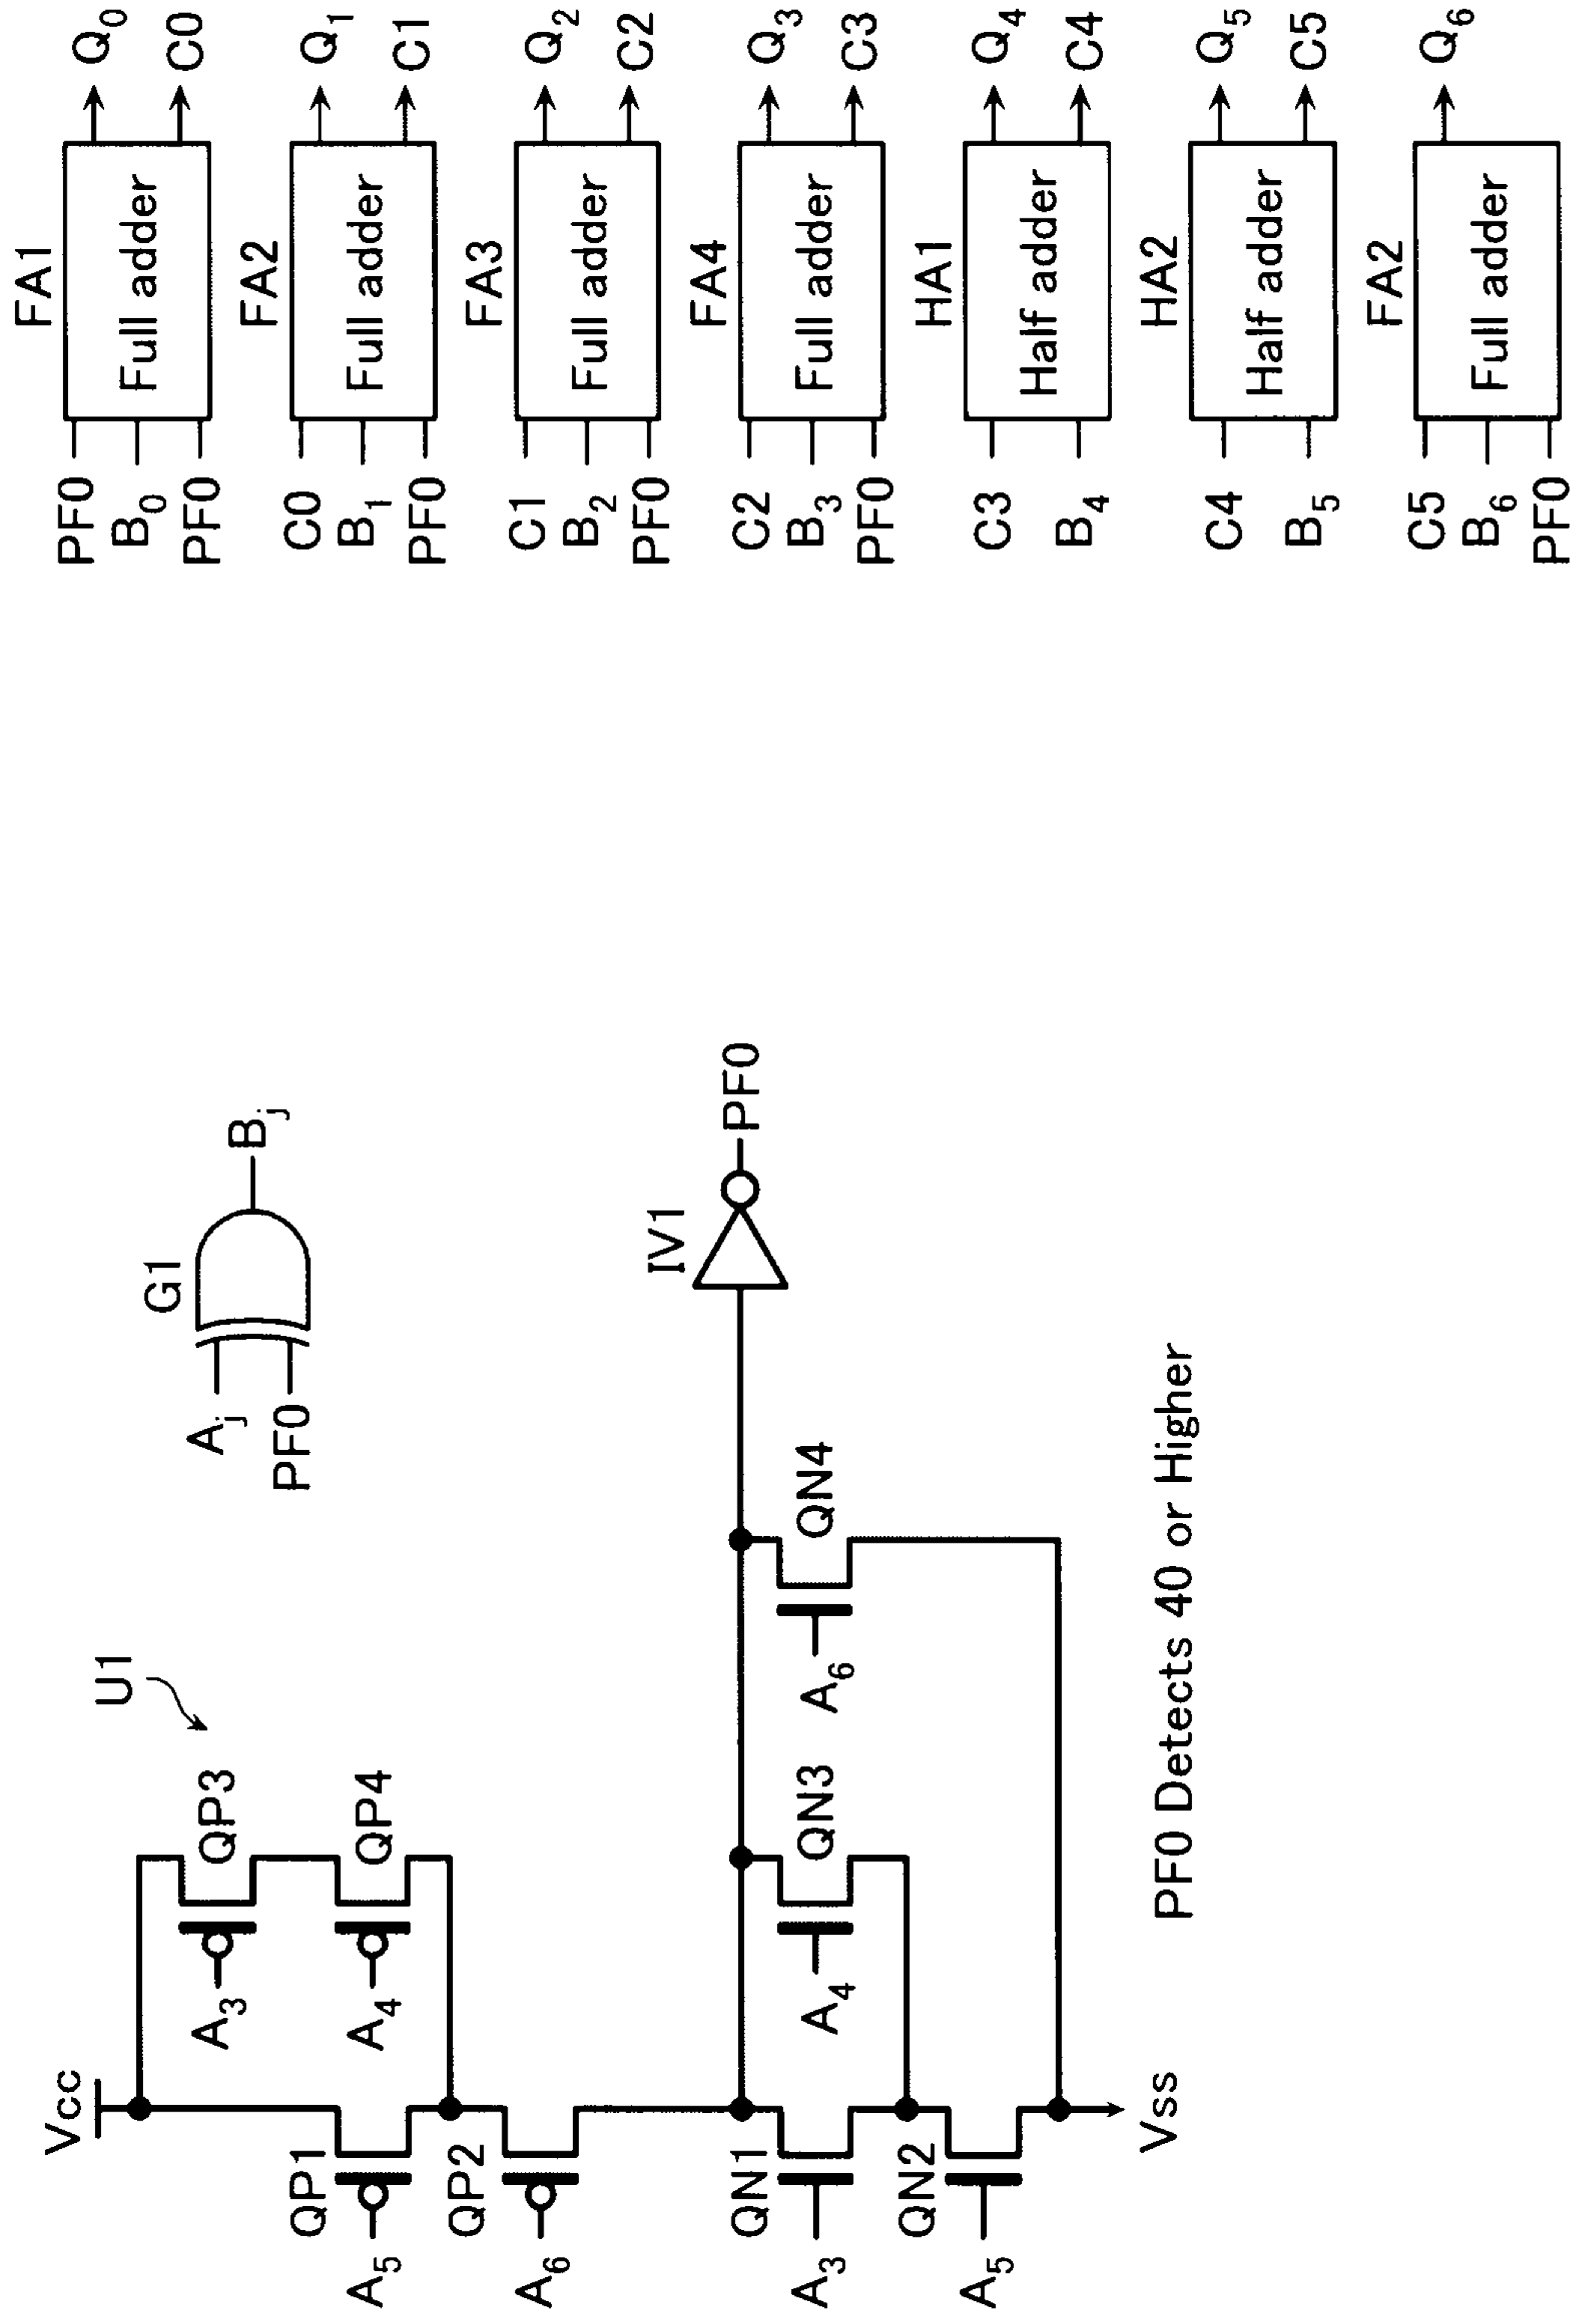 Vcc
U1
A3
QP3
A5
QP1
A4
QP4
A6
QP2
A3
QN1
A4
QN3
A6
QN4
A5
QN2
Vss
IV1
PF0
Aj
PF0
G1
Bj
PF0 Detects 40 or Higher
FA1
PF0
B0
PF0
Full adder
Q0
C0
FA2
C0
B1
PF0
Full adder
Q1
C1
FA3
C1
B2
PF0
Full adder
Q2
C2
FA4
C2
B3
PF0
Full adder
Q3
C3
HA1
C3
B4
Half adder
Q4
C4
HA2
C4
B5
Half adder
Q5
C5
FA2
C5
B6
PF0
Full adder
Q6